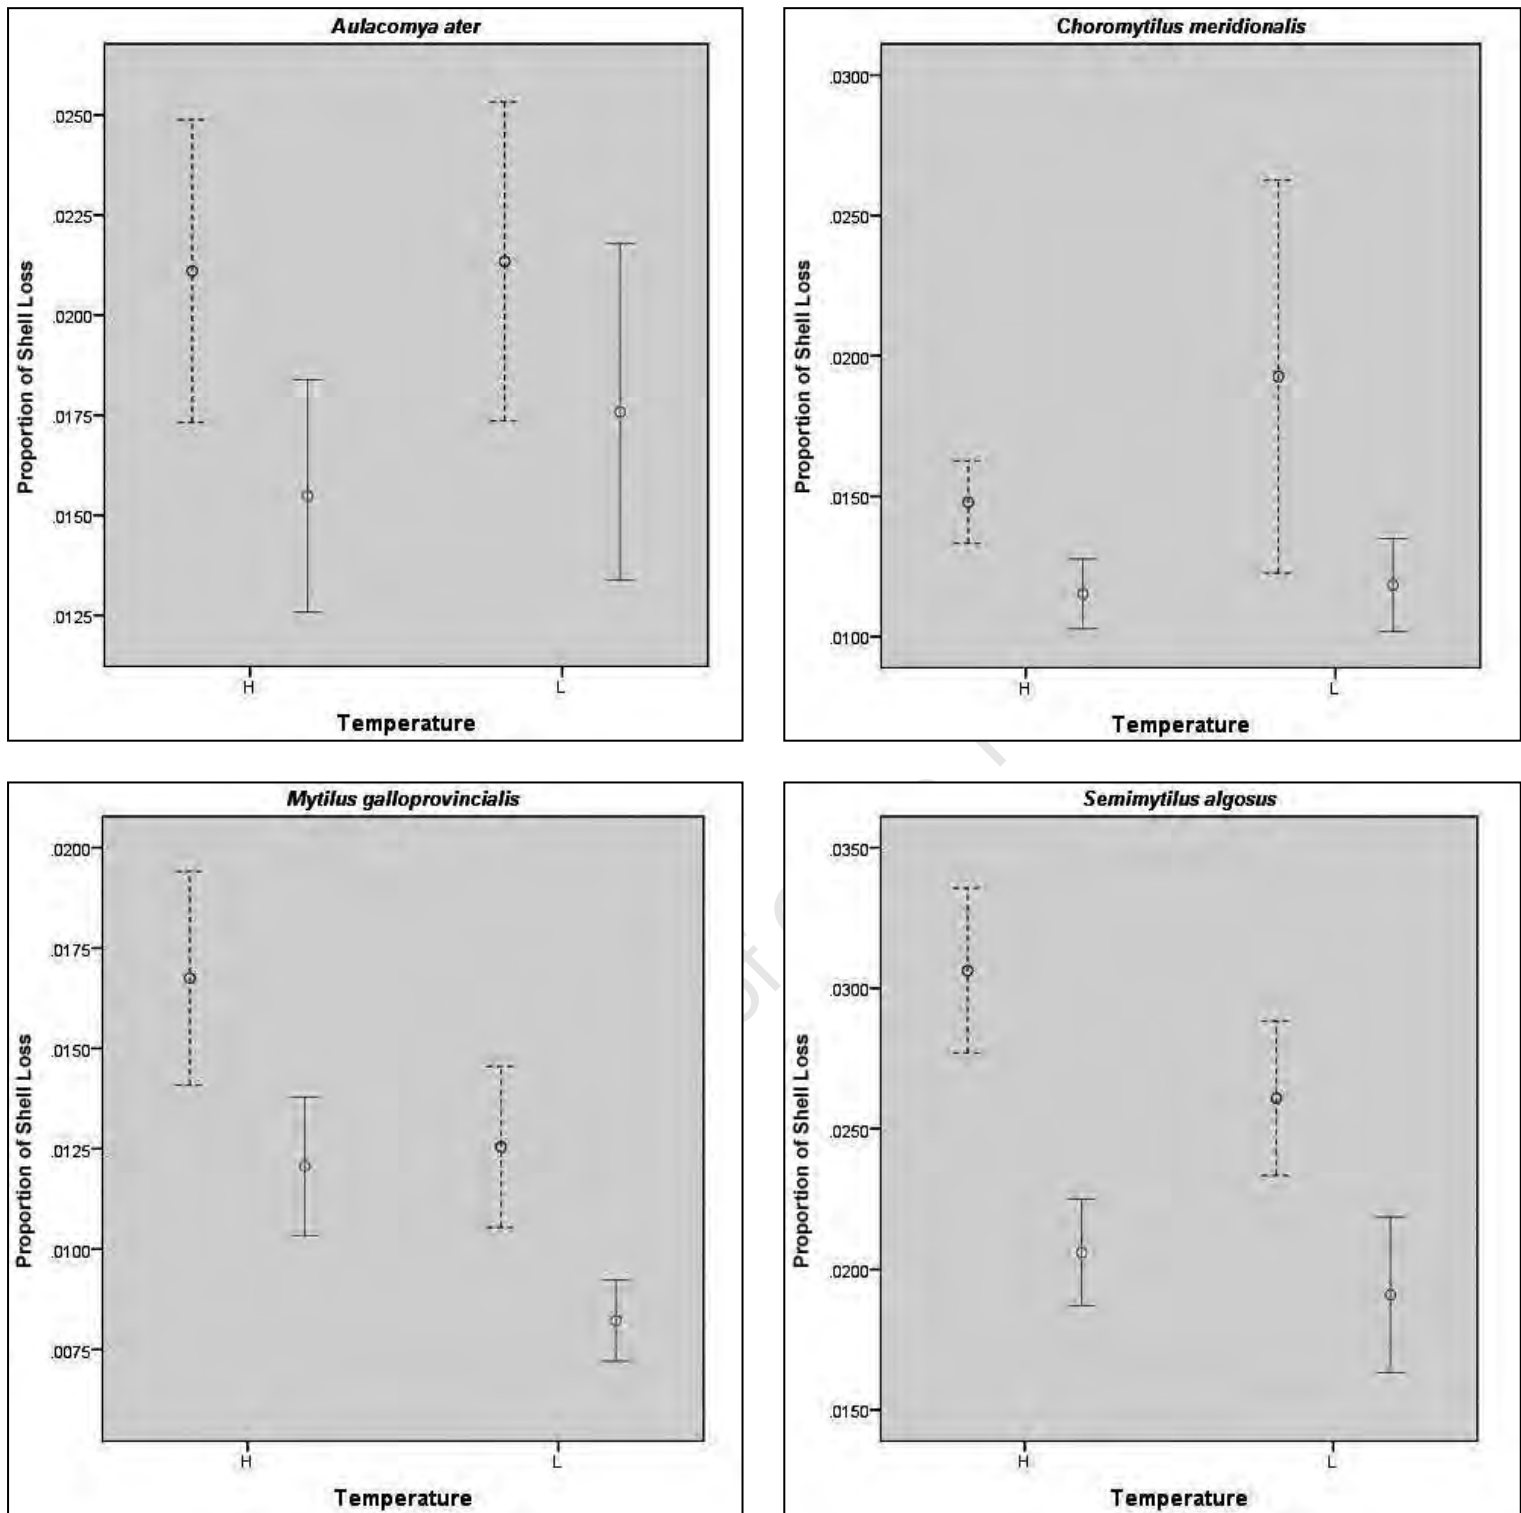 Aulacomya ater
.0250
.0225
.0200
.0175
.0150
.0125
Proportion of Shell Loss
H L
Temperature
Choromytilus meridionalis
.0300
.0250
.0200
.0150
.0100
Proportion of Shell Loss
H L
Temperature
Mytilus galloprovincialis
.0200
.0175
.0150
.0125
.0100
.0075
Proportion of Shell Loss
H L
Temperature
Semimytilus algosus
.0350
.0300
.0250
.0200
.0150
Proportion of Shell Loss
H L
Temperature
of